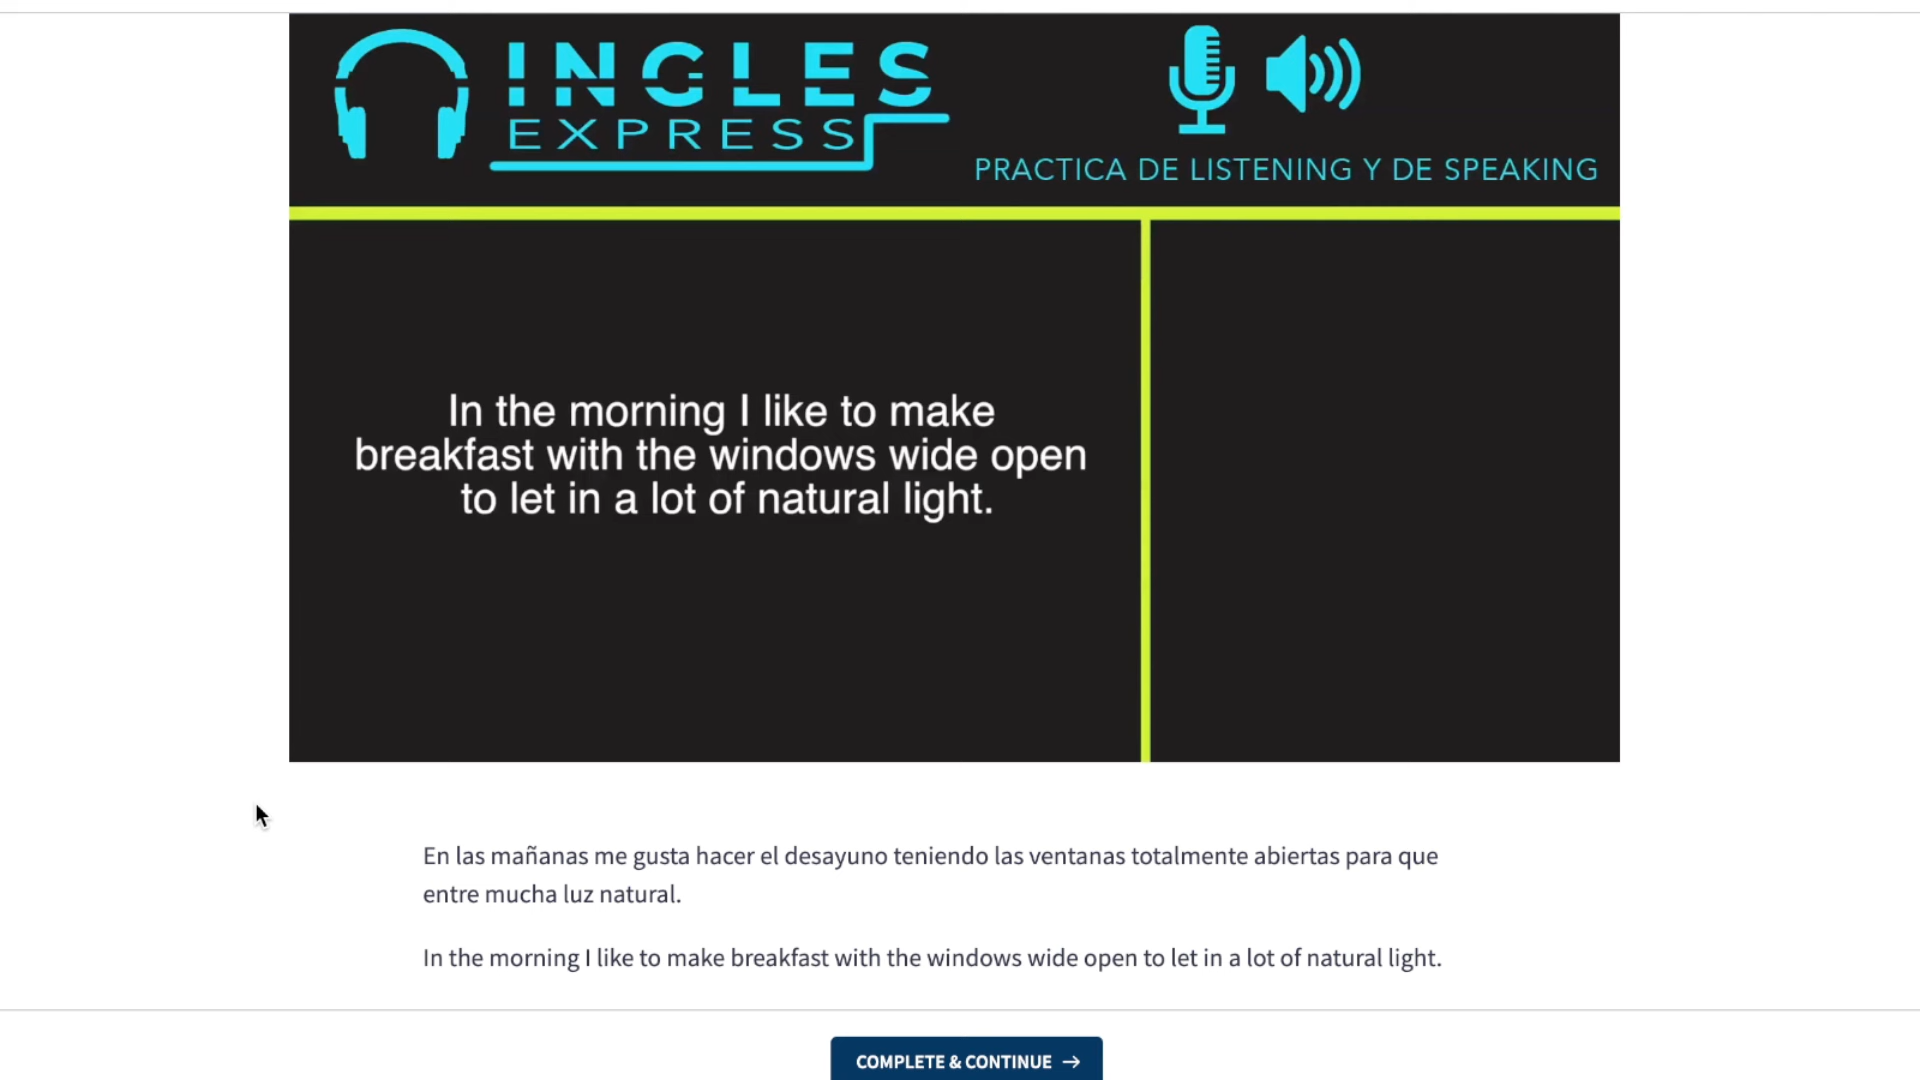 INGLES
EXPRESS
PRACTICA DE LISTENING Y DE SPEAKING
In the morning I like to make
breakfast with the windows wide open
to let in a lot of natural light.
En las mañanas me gusta hacer el desayuno teniendo las ventanas totalmente abiertas para que
entre mucha luz natural.
In the morning I like to make breakfast with the windows wide open to let in a lot of natural light.
COMPLETE & CONTINUE →